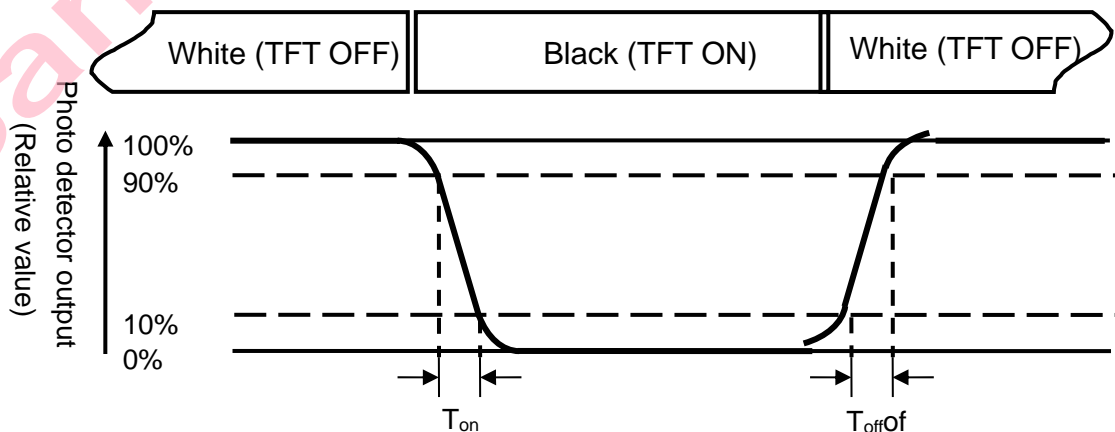 White (TFT OFF) Black (TFT ON) White (TFT OFF)
Photo detector output
(Relative value)
100%
90%
10%
0%
Ton Toffof